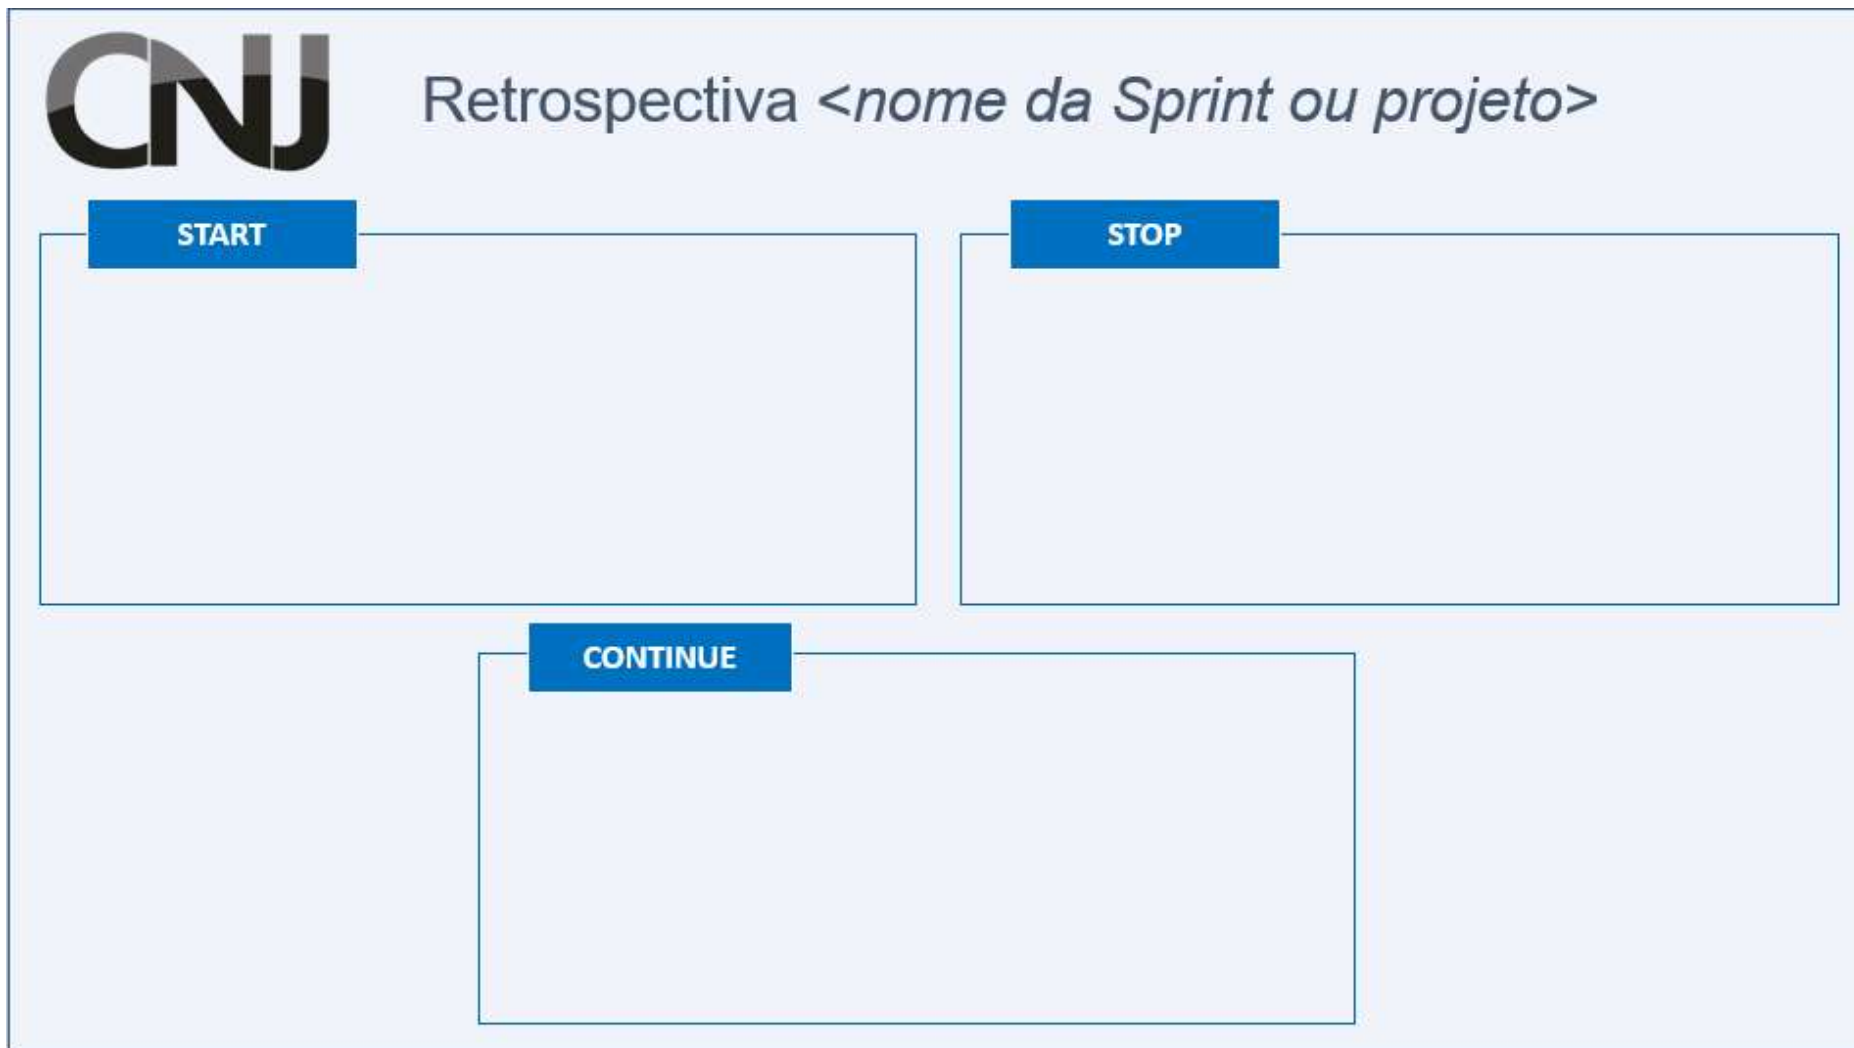 CNJ
Retrospectiva <nome da Sprint ou projeto>
START
STOP
CONTINUE